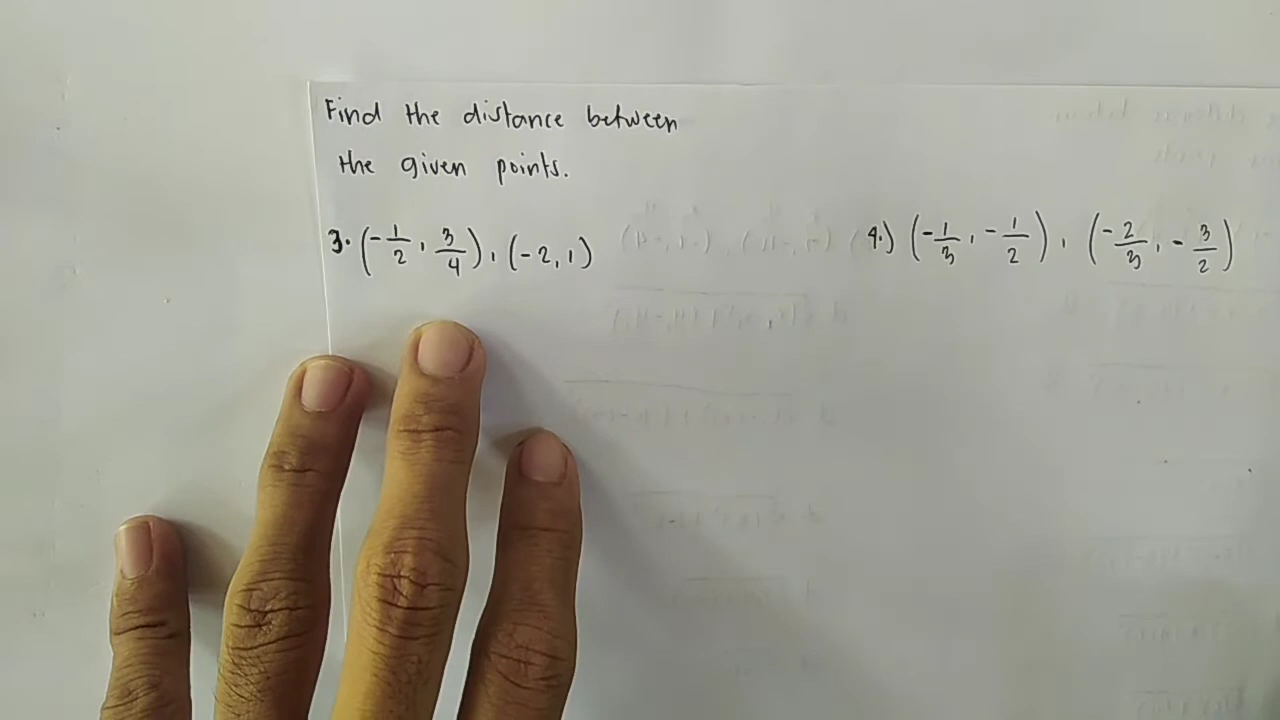 Find the distance between
the given points.
3. (-1/2, 3/4), (-2, 1)
4.) (-1/3, -1/2), (-2/3, -3/2)